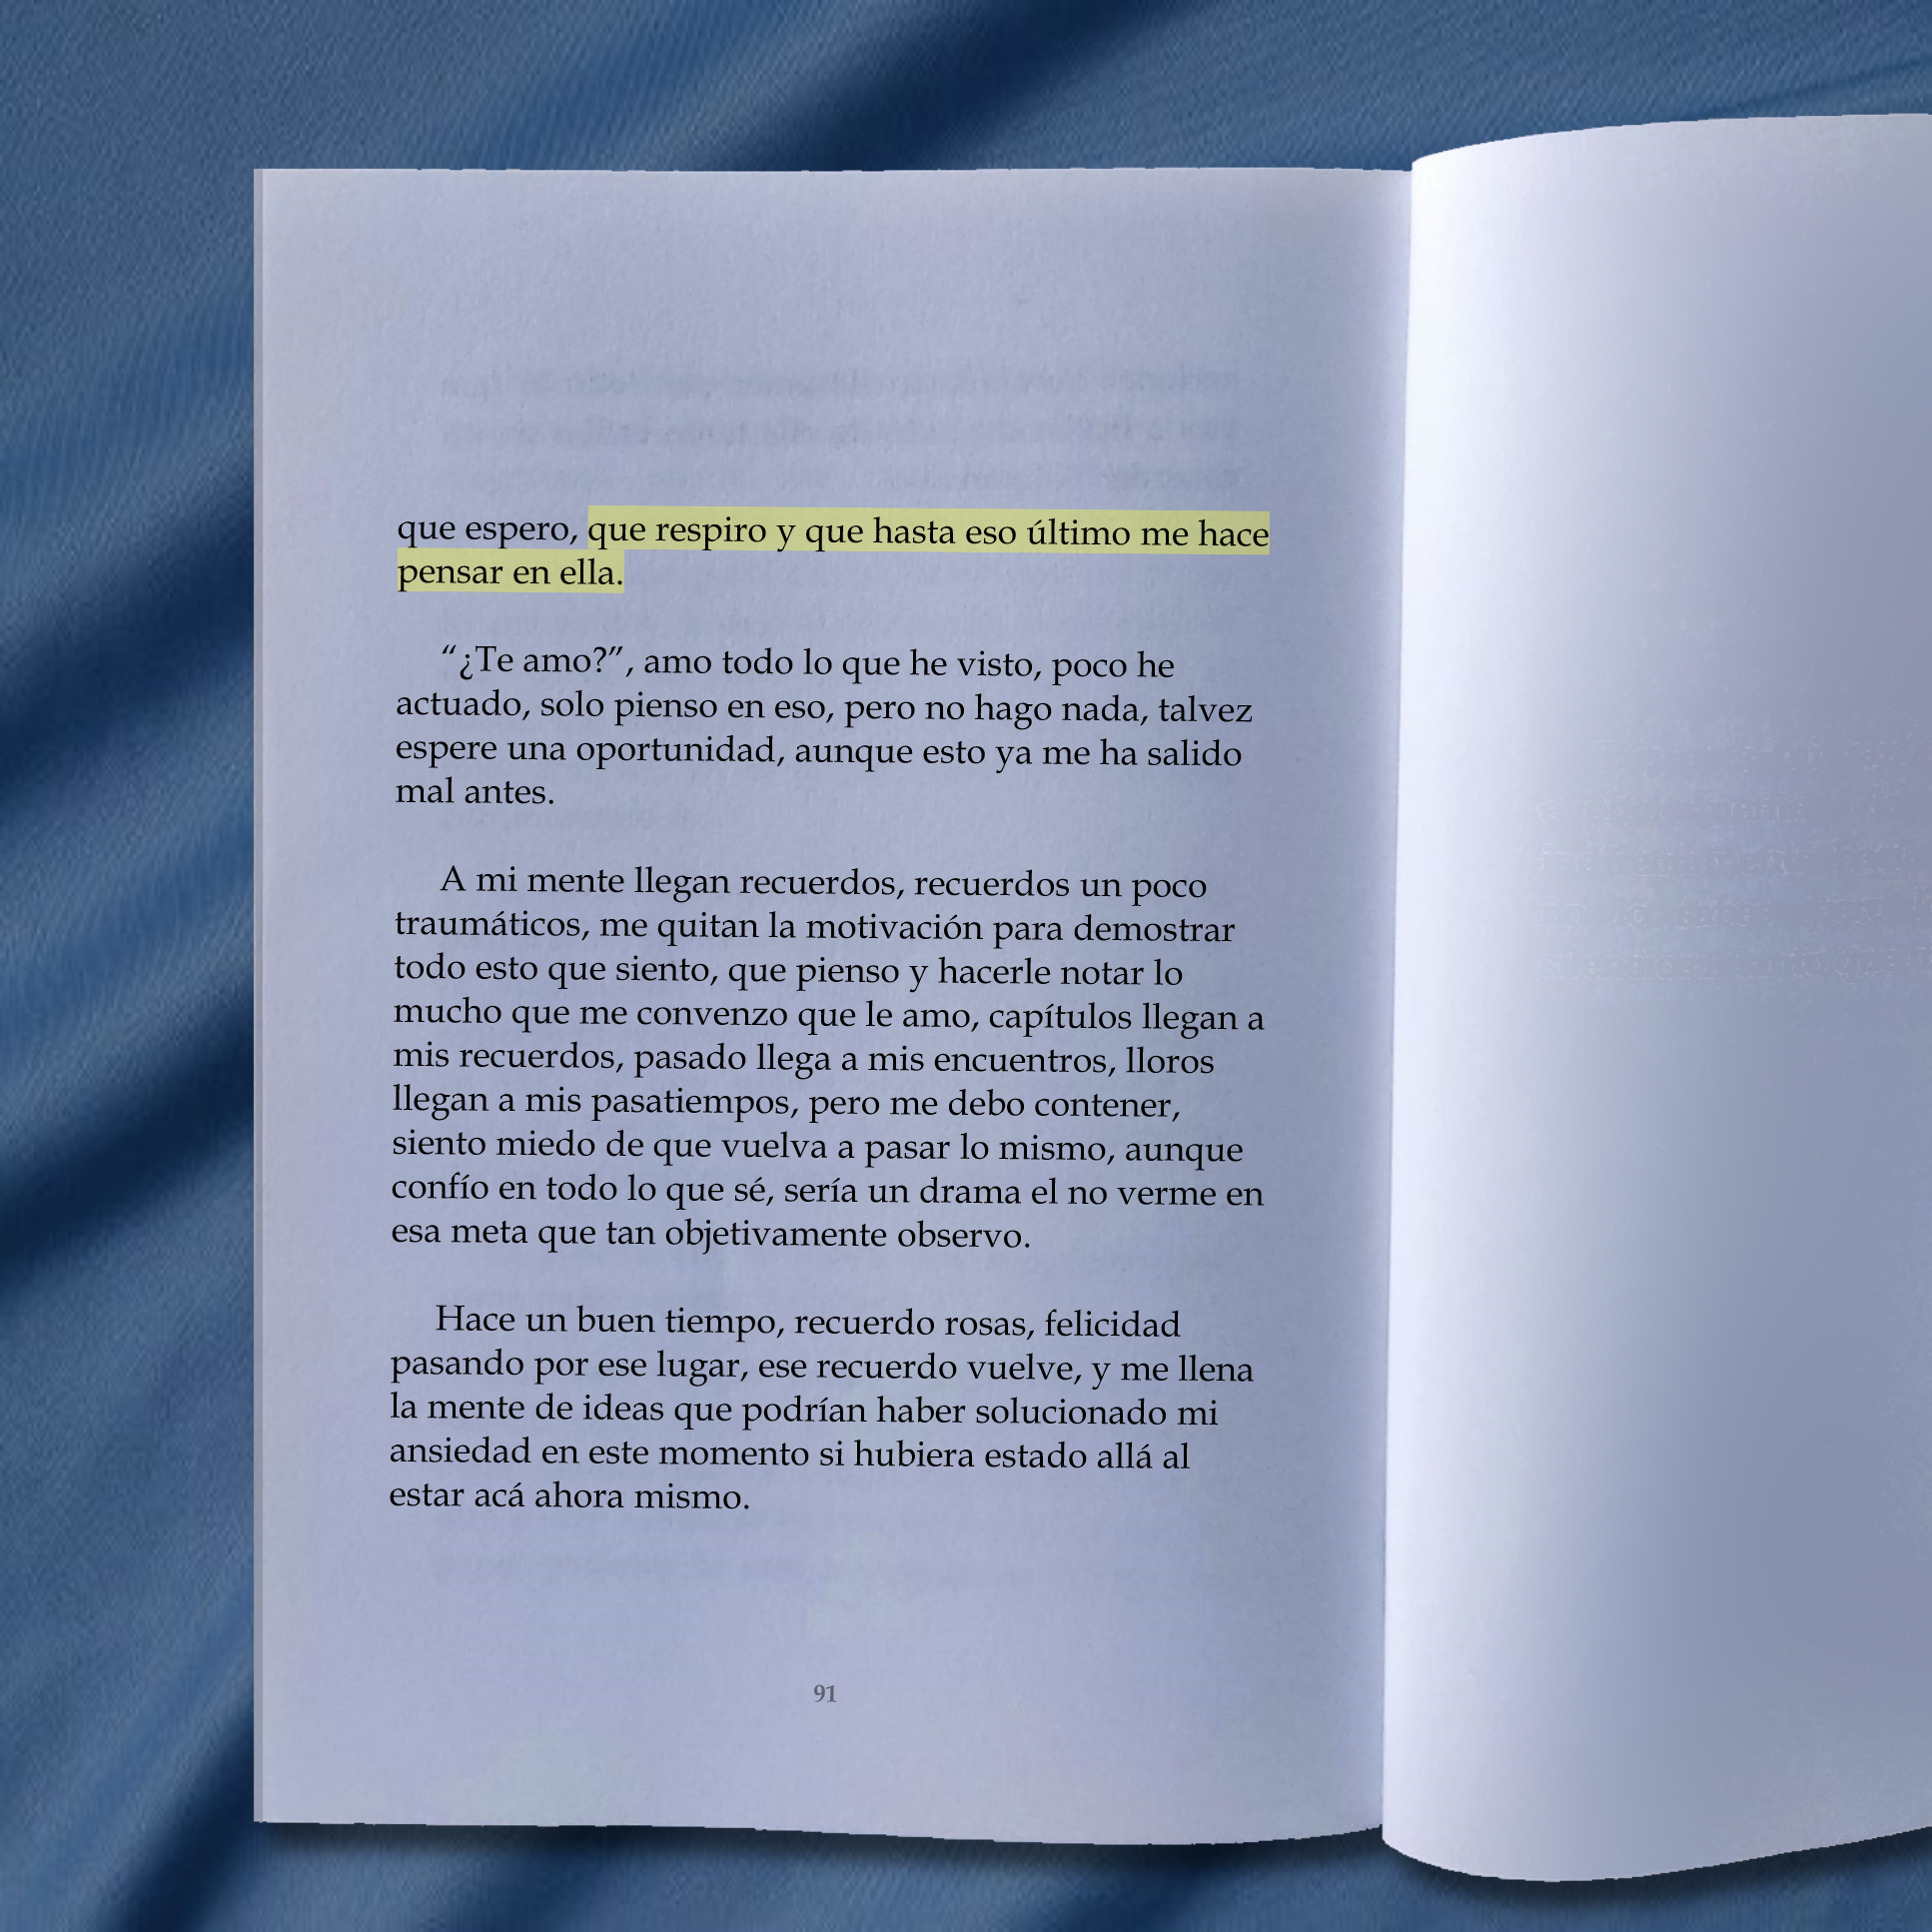 que espero, que respiro y que hasta eso último me hace
pensar en ella.
“¿Te amo?”, amo todo lo que he visto, poco he
actuado, solo pienso en eso, pero no hago nada, talvez
espere una oportunidad, aunque esto ya me ha salido
mal antes.
A mi mente llegan recuerdos, recuerdos un poco
traumáticos, me quitan la motivación para demostrar
todo esto que siento, que pienso y hacerle notar lo
mucho que me convenzo que le amo, capítulos llegan a
mis recuerdos, pasado llega a mis encuentros, lloros
llegan a mis pasatiempos, pero me debo contener,
siento miedo de que vuelva a pasar lo mismo, aunque
confío en todo lo que sé, sería un drama el no verme en
esa meta que tan objetivamente observo.
Hace un buen tiempo, recuerdo rosas, felicidad
pasando por ese lugar, ese recuerdo vuelve, y me llena
la mente de ideas que podrían haber solucionado mi
ansiedad en este momento si hubiera estado allá al
estar acá ahora mismo.
91